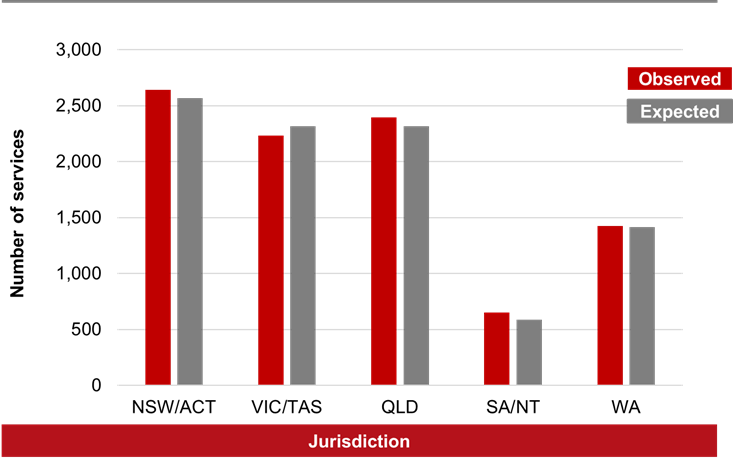 3,000
Observed
Expected
2,500
2,000
1,500
1,000
500
0
Number of services
NSW/ACT VIC/TAS QLD SA/NT WA
Jurisdiction